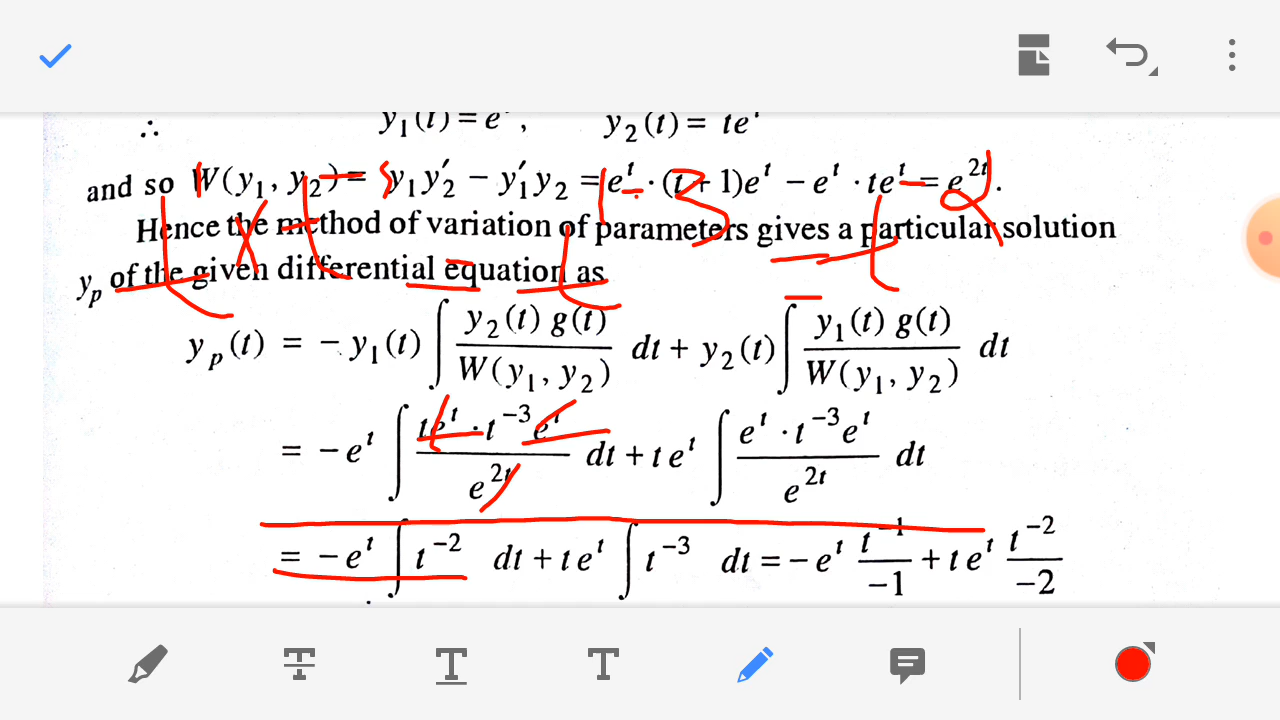 ∴ y₁(t) = eᵗ, y₂(t) = teᵗ
and so W(y₁, y₂) = y₁y₂′ − y₁′y₂ = eᵗ · (t + 1)eᵗ − eᵗ · teᵗ = e²ᵗ.
Hence the method of variation of parameters gives a particular solution
yₚ of the given differential equation as
yₚ(t) = − y₁(t) ∫ y₂(t) g(t) / W(y₁, y₂) dt + y₂(t) ∫ y₁(t) g(t) / W(y₁, y₂) dt
= − eᵗ ∫ teᵗ · t⁻³eᵗ / e²ᵗ dt + teᵗ ∫ eᵗ · t⁻³eᵗ / e²ᵗ dt
= − eᵗ ∫ t⁻² dt + teᵗ ∫ t⁻³ dt = − eᵗ t⁻¹ / −1 + teᵗ t⁻² / −2
T T T